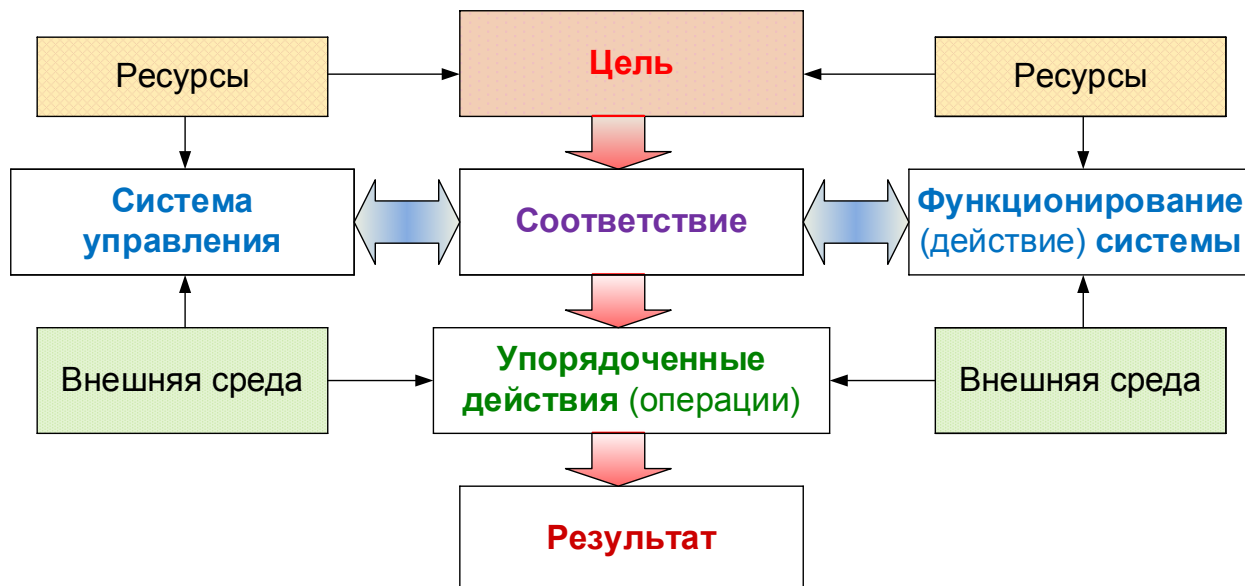 Ресурсы
Цель
Ресурсы
Система
управления
Соответствие
Функционирование
(действие) системы
Внешняя среда
Упорядоченные
действия (операции)
Внешняя среда
Результат